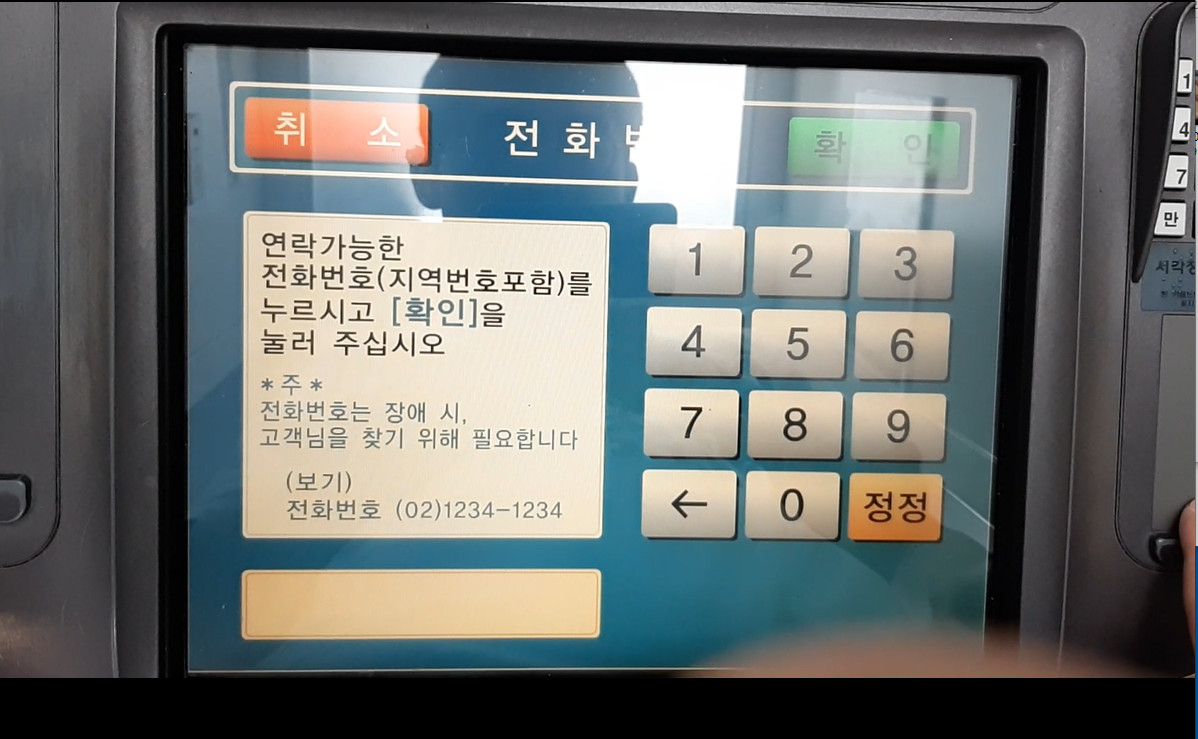 취 소
전 화
확 인
연락가능한
전화번호(지역번호포함)를
누르시고 [확인]을
눌러 주십시오
*주*
전화번호는 장애 시,
고객님을 찾기 위해 필요합니다
(보기)
전화번호 (02)1234-1234
1 2 3
4 5 6
7 8 9
← 0 정정
1
4
7
만